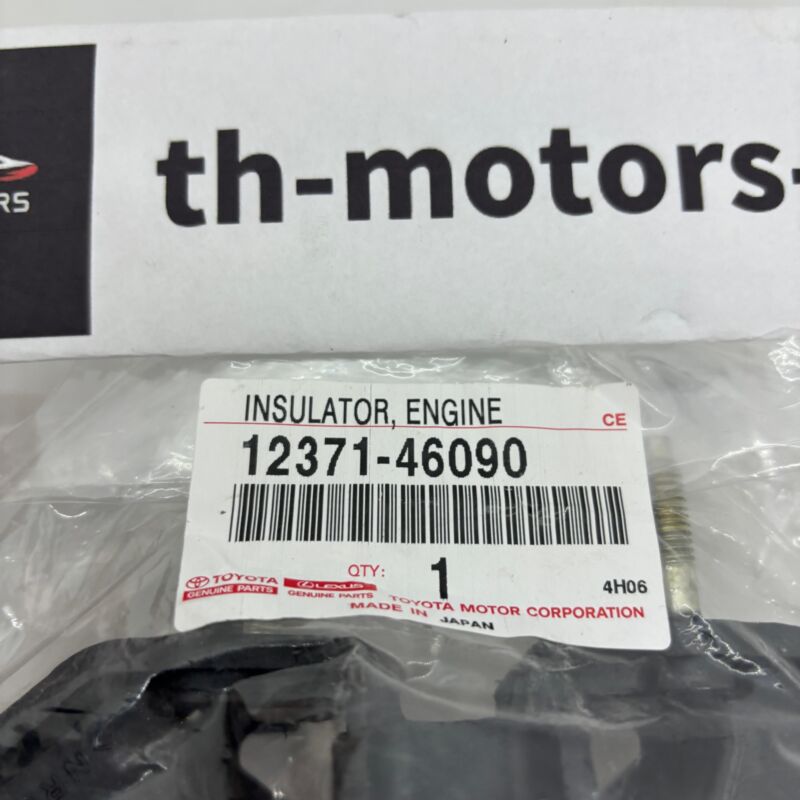 th-motors-
RS
INSULATOR, ENGINE
CE
12371-46090
QTY: 1
4H06
TOYOTA
GENUINE PARTS
LEXUS
GENUINE PARTS
TOYOTA MOTOR CORPORATION
MADE IN JAPAN